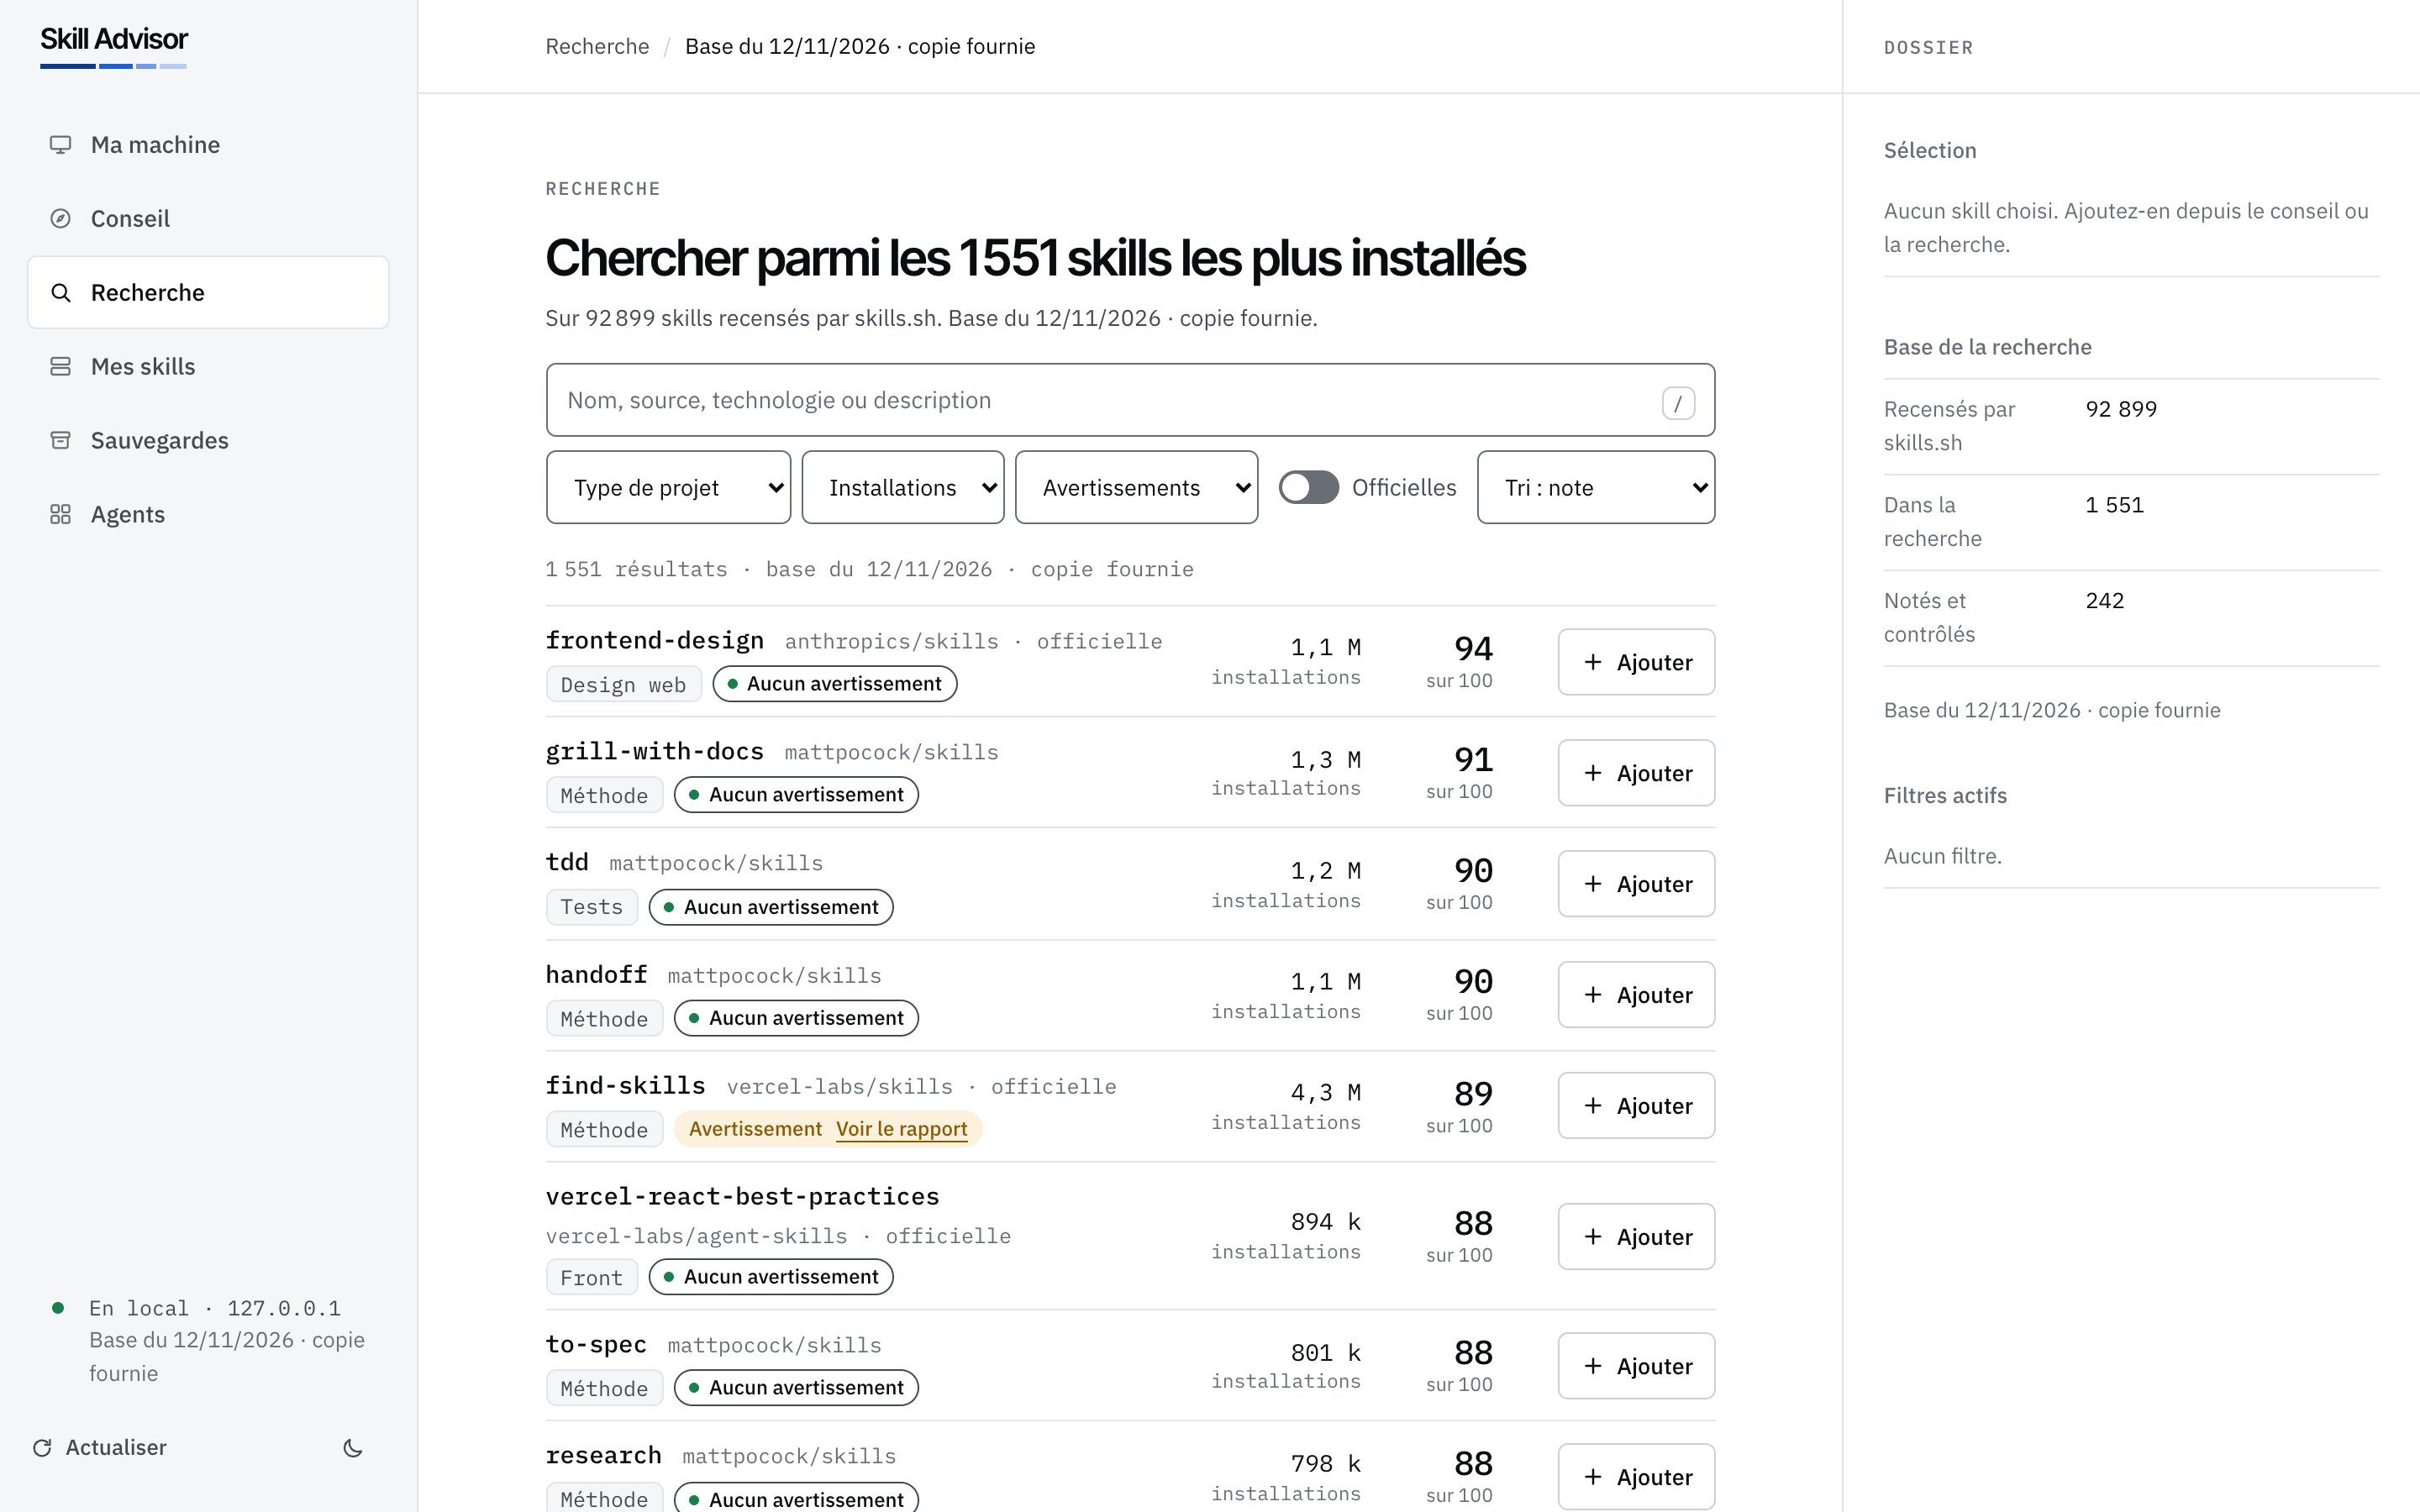 Skill Advisor
Ma machine
Conseil
Recherche
Mes skills
Sauvegardes
Agents
En local · 127.0.0.1
Base du 12/11/2026 · copie
fournie
Actualiser
Recherche / Base du 12/11/2026 · copie fournie
RECHERCHE
Chercher parmi les 1551 skills les plus installés
Sur 92 899 skills recensés par skills.sh. Base du 12/11/2026 · copie fournie.
Nom, source, technologie ou description /
Type de projet Installations Avertissements Officielles Tri : note
1 551 résultats · base du 12/11/2026 · copie fournie
frontend-design anthropics/skills · officielle
Design web Aucun avertissement
1,1 M
installations
94
sur 100
+ Ajouter
grill-with-docs mattpocock/skills
Méthode Aucun avertissement
1,3 M
installations
91
sur 100
+ Ajouter
tdd mattpocock/skills
Tests Aucun avertissement
1,2 M
installations
90
sur 100
+ Ajouter
handoff mattpocock/skills
Méthode Aucun avertissement
1,1 M
installations
90
sur 100
+ Ajouter
find-skills vercel-labs/skills · officielle
Méthode Avertissement Voir le rapport
4,3 M
installations
89
sur 100
+ Ajouter
vercel-react-best-practices
vercel-labs/agent-skills · officielle
Front Aucun avertissement
894 k
installations
88
sur 100
+ Ajouter
to-spec mattpocock/skills
Méthode Aucun avertissement
801 k
installations
88
sur 100
+ Ajouter
research mattpocock/skills
Méthode Aucun avertissement
798 k
installations
88
sur 100
+ Ajouter
DOSSIER
Sélection
Aucun skill choisi. Ajoutez-en depuis le conseil ou
la recherche.
Base de la recherche
Recensés par
skills.sh
92 899
Dans la
recherche
1 551
Notés et
contrôlés
242
Base du 12/11/2026 · copie fournie
Filtres actifs
Aucun filtre.